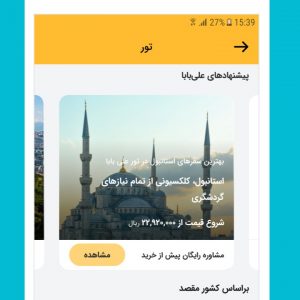 27% 15:39
تور
پیشنهادهای علی‌بابا
بهترین سفرهای استانبول در تور علی بابا
استانبول، کلکسیونی از تمام نیازهای
گردشگری
شروع قیمت از ۲۲,۹۲۰,۰۰۰ ریال
مشاوره رایگان پیش از خرید
مشاهده
براساس کشور مقصد